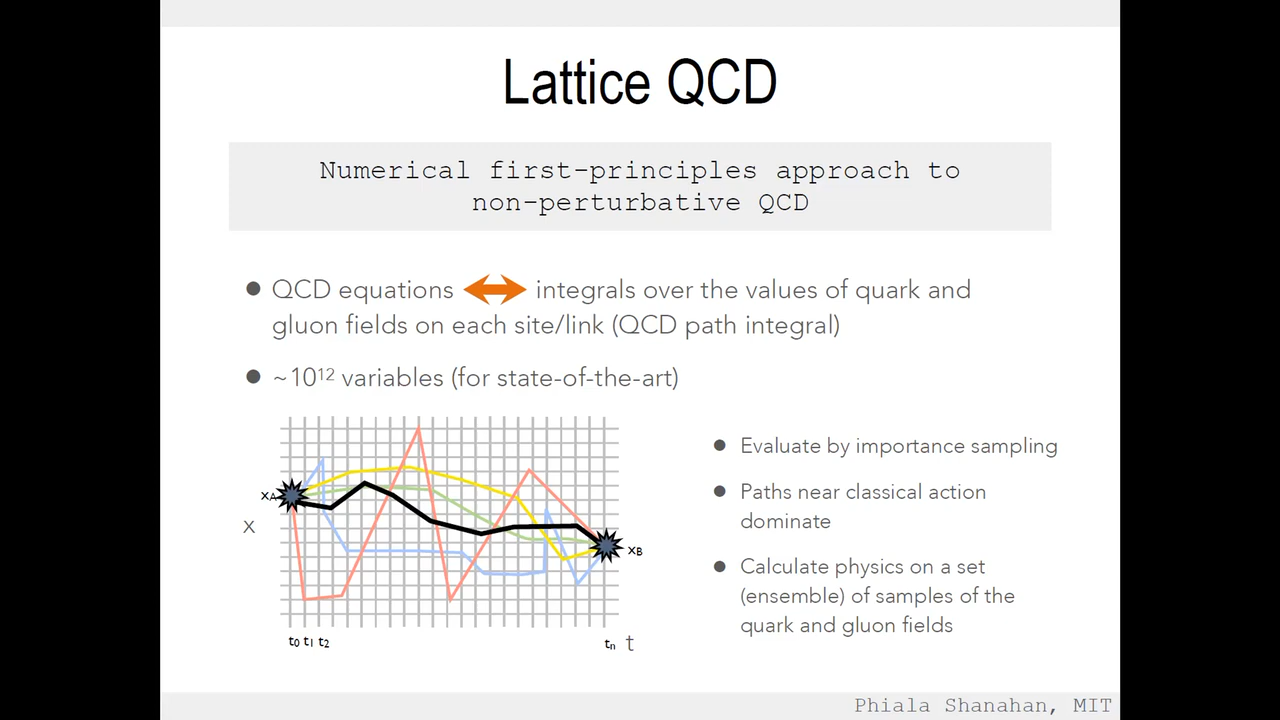 Lattice QCD
Numerical first-principles approach to
non-perturbative QCD
● QCD equations integrals over the values of quark and
gluon fields on each site/link (QCD path integral)
● ~10¹² variables (for state-of-the-art)
● Evaluate by importance sampling
● Paths near classical action
dominate
● Calculate physics on a set
(ensemble) of samples of the
quark and gluon fields
xA
x
xB
t0 t1 t2
tn t
Phiala Shanahan, MIT